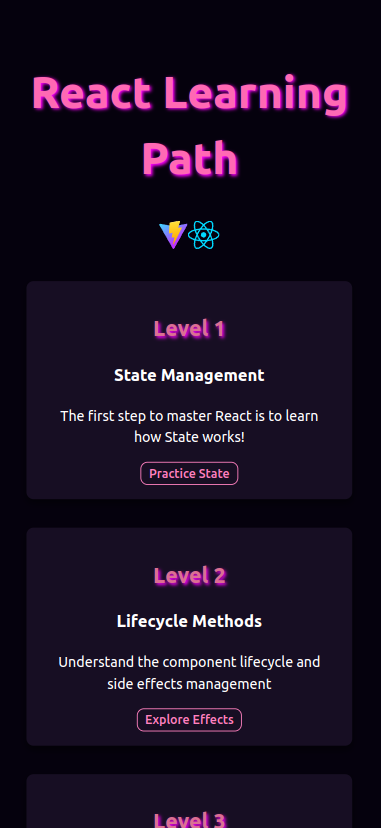 React Learning
Path
Level 1
State Management
The first step to master React is to learn
how State works!
Practice State
Level 2
Lifecycle Methods
Understand the component lifecycle and
side effects management
Explore Effects
Level 3